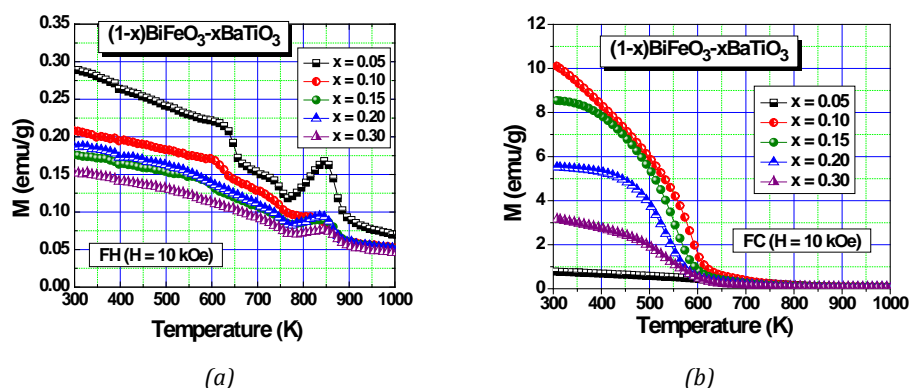 (1-x)BiFeO3-xBaTiO3
x = 0.05
x = 0.10
x = 0.15
x = 0.20
x = 0.30
FH (H = 10 kOe)
M (emu/g)
0.35
0.30
0.25
0.20
0.15
0.10
0.05
0.00
300 400 500 600 700 800 900 1000
Temperature (K)
(a)
(1-x)BiFeO3-xBaTiO3
x = 0.05
x = 0.10
x = 0.15
x = 0.20
x = 0.30
FC (H = 10 kOe)
M (emu/g)
12
10
8
6
4
2
0
300 400 500 600 700 800 900 1000
Temperature (K)
(b)